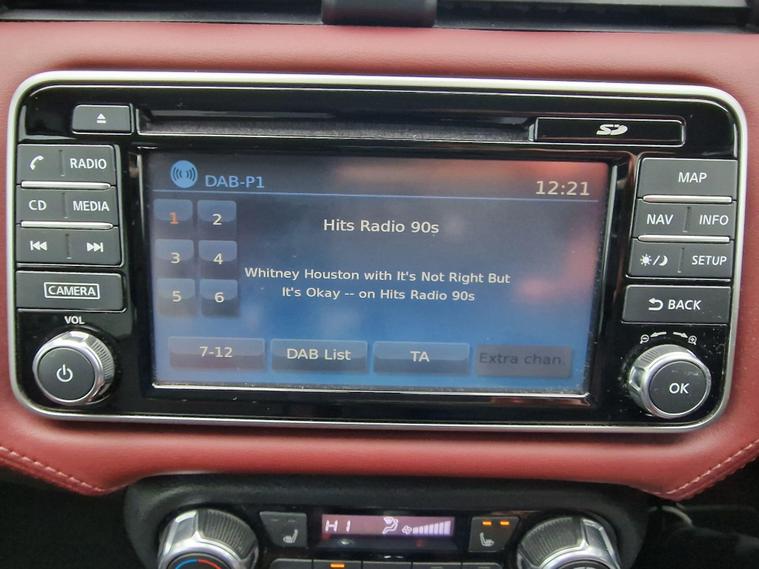 SD
RADIO
CD MEDIA
CAMERA
VOL
DAB-P1 12:21
1 2
3 4
5 6
Hits Radio 90s
Whitney Houston with It's Not Right But
It's Okay -- on Hits Radio 90s
7-12 DAB List TA Extra chan.
MAP
NAV INFO
SETUP
BACK
OK
HI